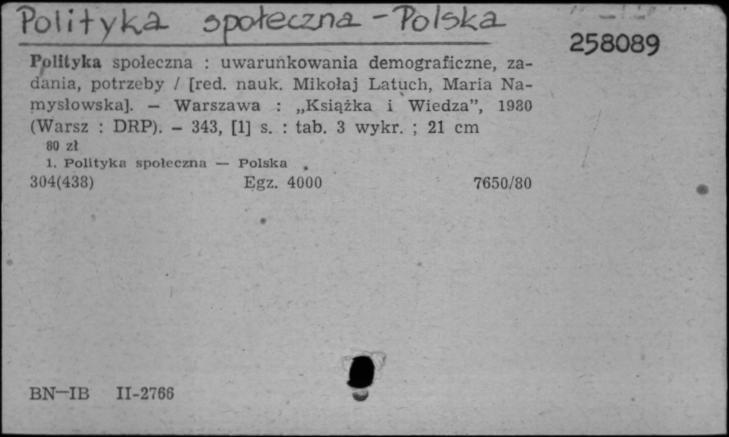 Polityka społeczna - Polska
258089
Polityka społeczna : uwarunkowania demograficzne, za-
dania, potrzeby / [red. nauk. Mikołaj Latuch, Maria Na-
mysłowska]. — Warszawa : „Książka i Wiedza”, 1980
(Warsz : DRP). — 343, [1] s. : tab. 3 wykr. ; 21 cm
80 zł
1. Polityka społeczna — Polska
304(438) Egz. 4000 7650/80
BN—IB II-2766